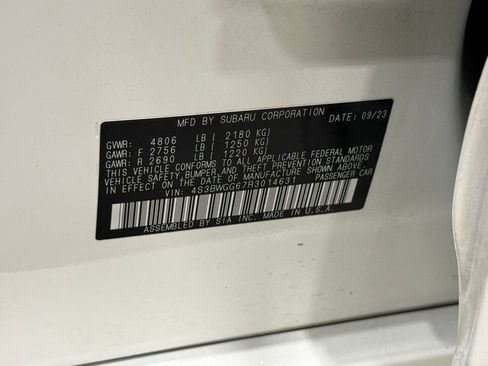 MFD BY SUBARU CORPORATION DATE 09/23
GVWR: 4806 LB ( 2180 KG)
GAWR: F 2756 LB ( 1250 KG)
GAWR: R 2690 LB ( 1220 KG)
THIS VEHICLE CONFORMS TO ALL APPLICABLE FEDERAL MOTOR
VEHICLE SAFETY,BUMPER,AND THEFT PREVENTION STANDARDS
IN EFFECT ON THE DATE OF MANUFACTURE SHOWN ABOVE.
VIN: 4S3BWGG67R3014631 PASSENGER CAR
ASSEMBLED BY SIA INC. MADE IN U.S.A.